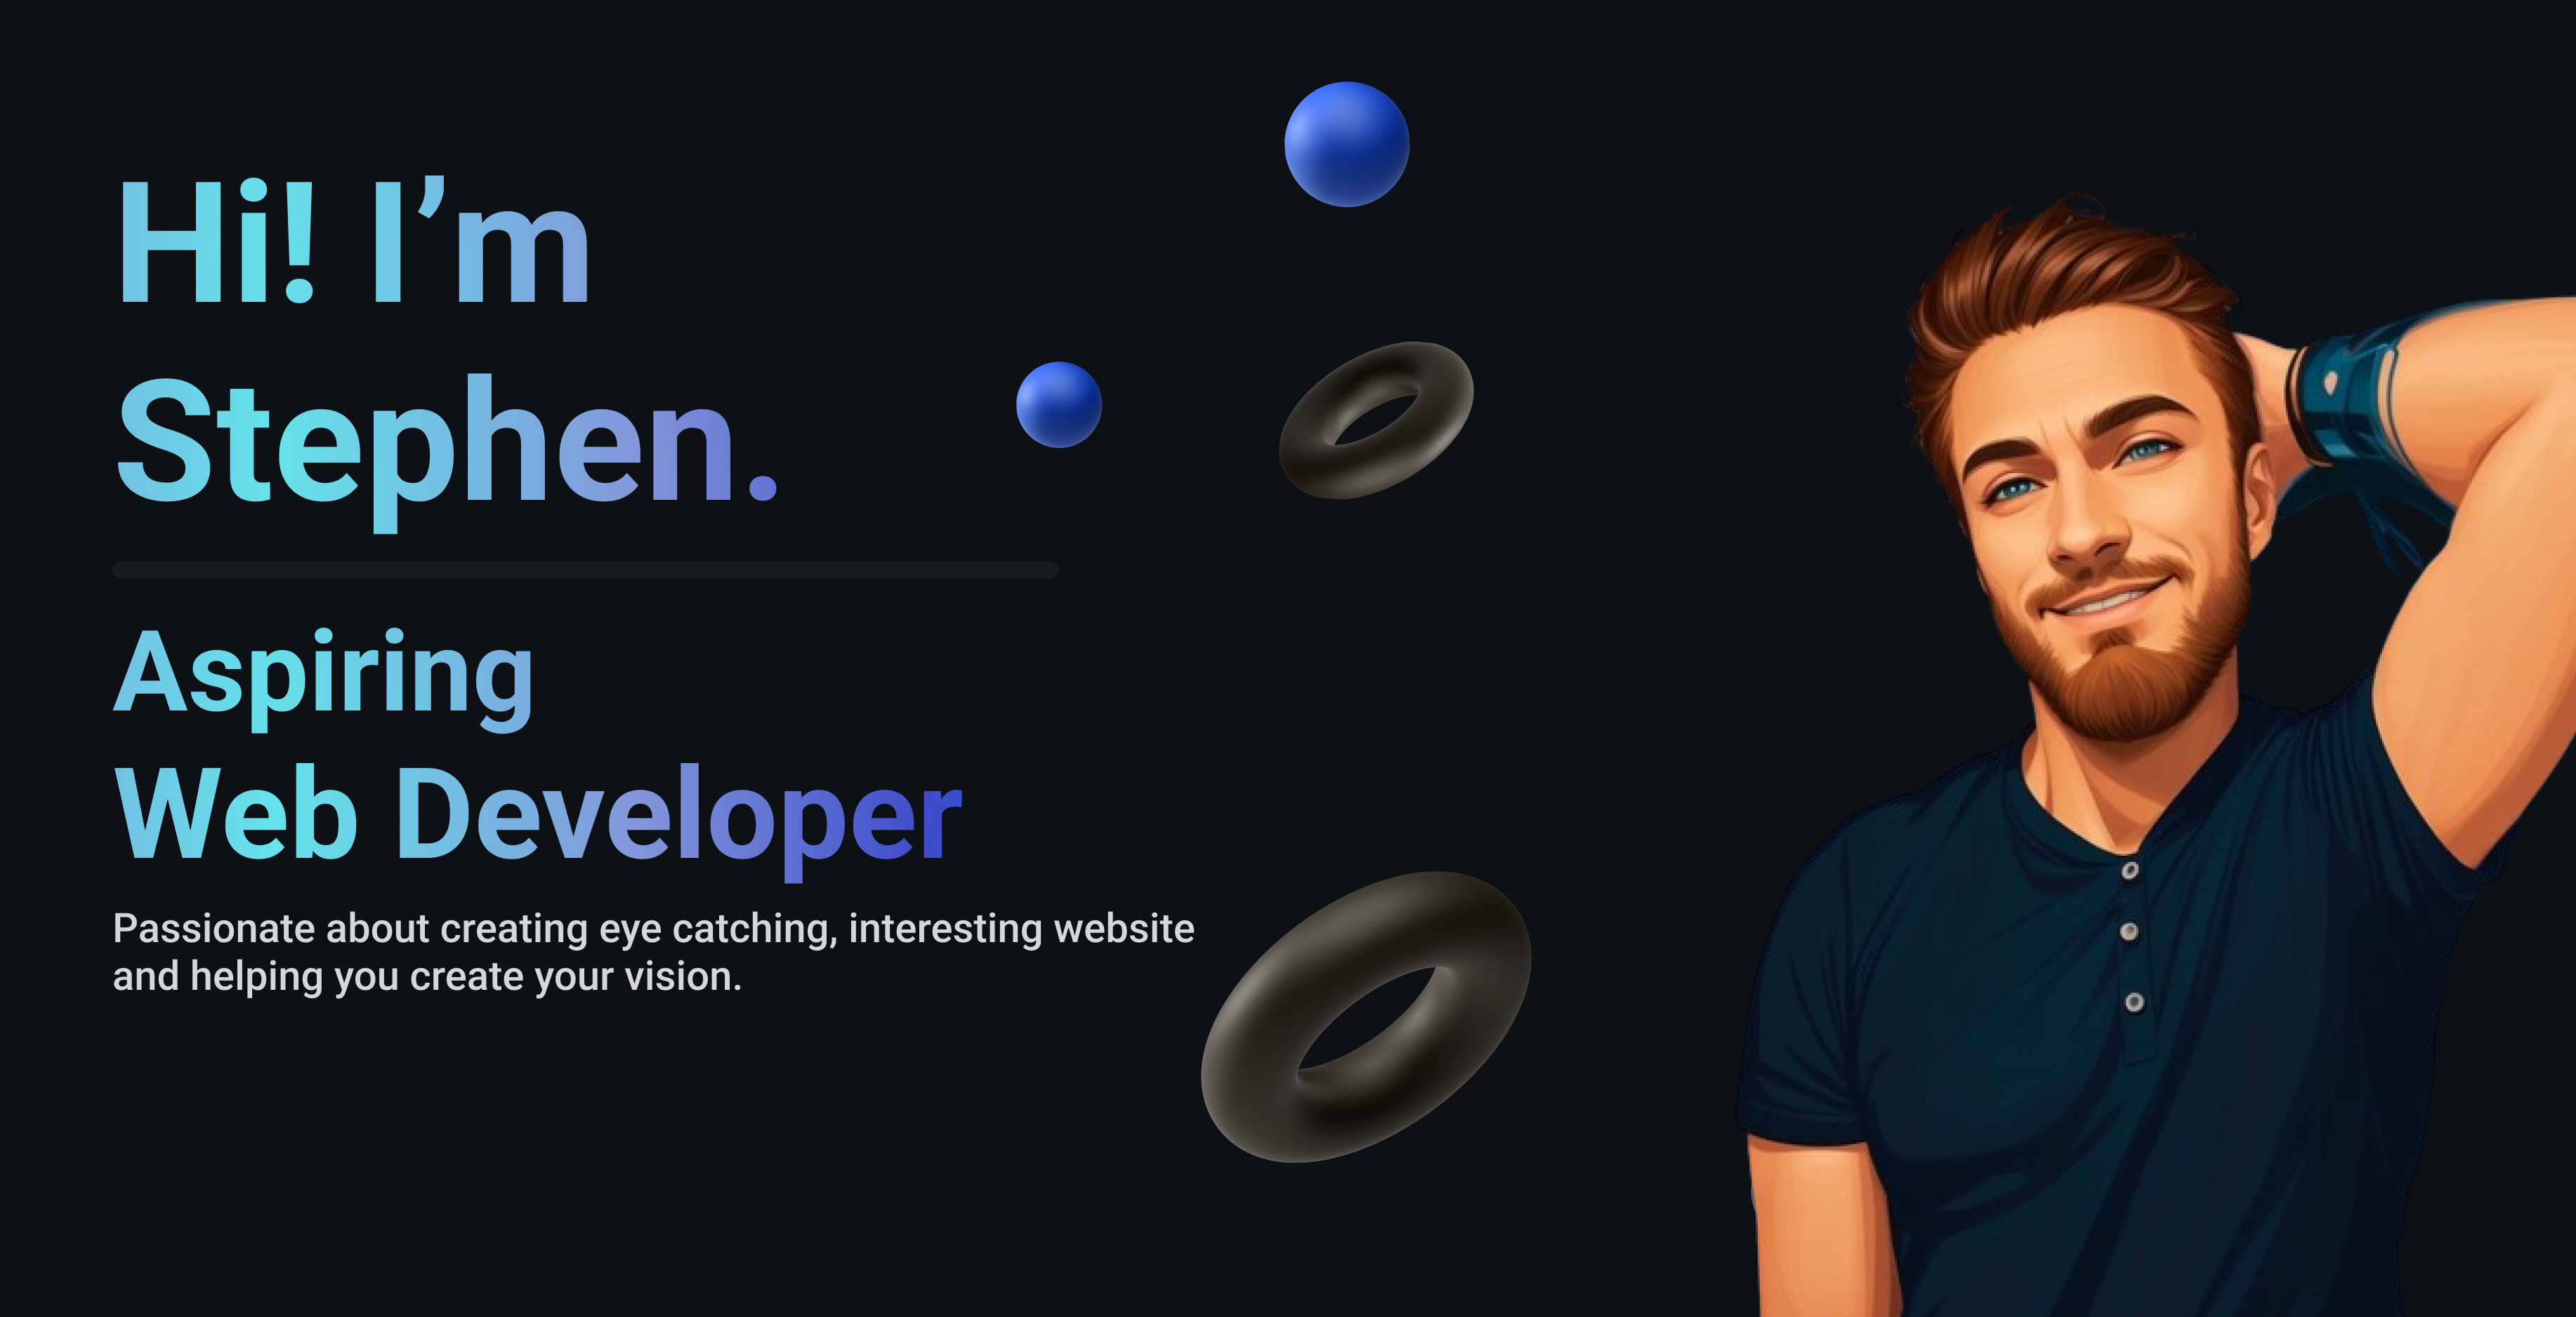 Hi! I’m
Stephen.
Aspiring
Web Developer
Passionate about creating eye catching, interesting website
and helping you create your vision.